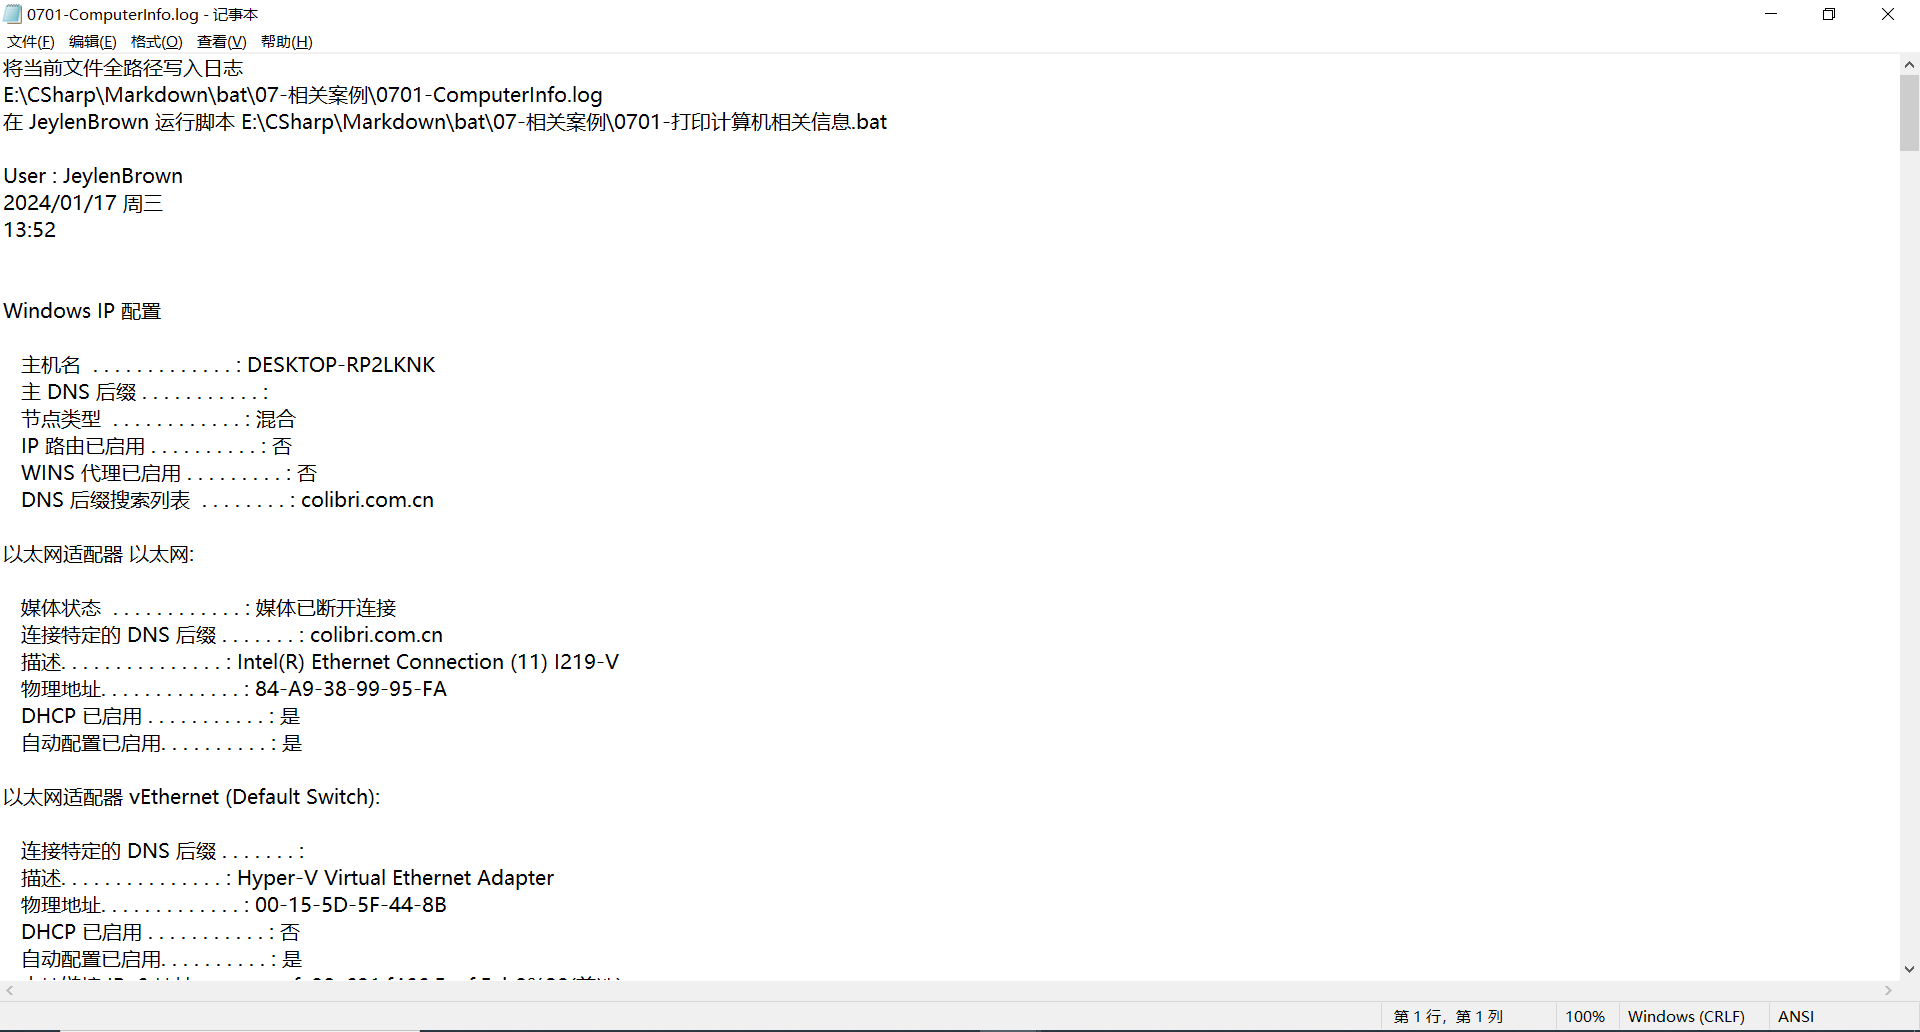 0701-ComputerInfo.log - 记事本
文件(F) 编辑(E) 格式(O) 查看(V) 帮助(H)
将当前文件全路径写入日志
E:\CSharp\Markdown\bat\07-相关案例\0701-ComputerInfo.log
在 JeylenBrown 运行脚本 E:\CSharp\Markdown\bat\07-相关案例\0701-打印计算机相关信息.bat
User : JeylenBrown
2024/01/17 周三
13:52
Windows IP 配置
主机名 . . . . . . . . . . . . . : DESKTOP-RP2LKNK
主 DNS 后缀 . . . . . . . . . . . :
节点类型 . . . . . . . . . . . . : 混合
IP 路由已启用 . . . . . . . . . . : 否
WINS 代理已启用 . . . . . . . . . : 否
DNS 后缀搜索列表 . . . . . . . . : colibri.com.cn
以太网适配器 以太网:
媒体状态 . . . . . . . . . . . . : 媒体已断开连接
连接特定的 DNS 后缀 . . . . . . . : colibri.com.cn
描述. . . . . . . . . . . . . . . : Intel(R) Ethernet Connection (11) I219-V
物理地址. . . . . . . . . . . . . : 84-A9-38-99-95-FA
DHCP 已启用 . . . . . . . . . . . : 是
自动配置已启用. . . . . . . . . . : 是
以太网适配器 vEthernet (Default Switch):
连接特定的 DNS 后缀 . . . . . . . :
描述. . . . . . . . . . . . . . . : Hyper-V Virtual Ethernet Adapter
物理地址. . . . . . . . . . . . . : 00-15-5D-5F-44-8B
DHCP 已启用 . . . . . . . . . . . : 否
自动配置已启用. . . . . . . . . . : 是
第 1 行，第 1 列 100% Windows (CRLF) ANSI